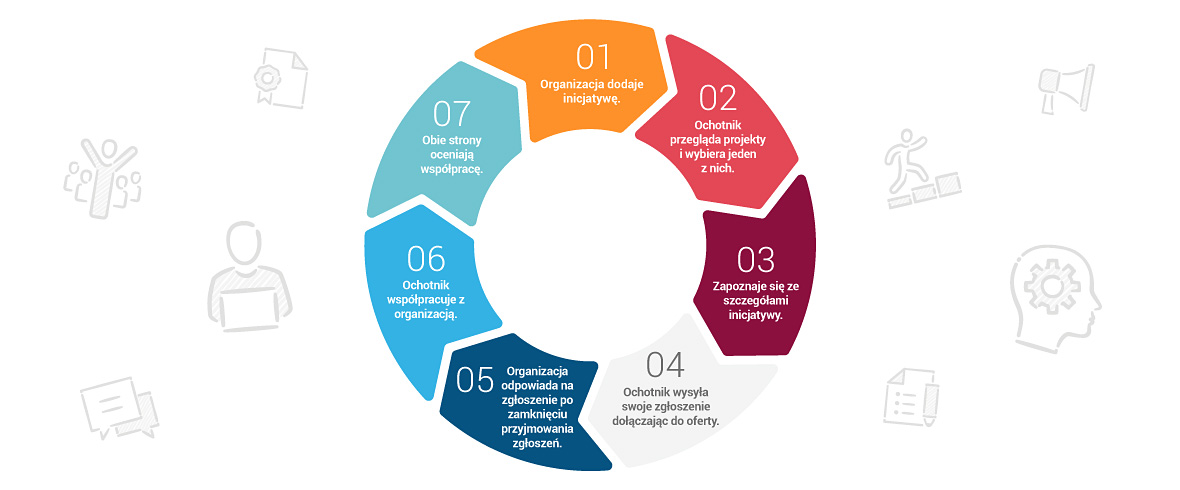 01
Organizacja dodaje
inicjatywę.
02
Ochotnik
przegląda projekty
i wybiera jeden
z nich.
03
Zapoznaje się ze
szczegółami
inicjatywy.
04
Ochotnik wysyła
swoje zgłoszenie
dołączając do oferty.
05
Organizacja
odpowiada na
zgłoszenie po
zamknięciu
przyjmowania
zgłoszeń.
06
Ochotnik
współpracuje z
organizacją.
07
Obie strony
oceniają
współpracę.